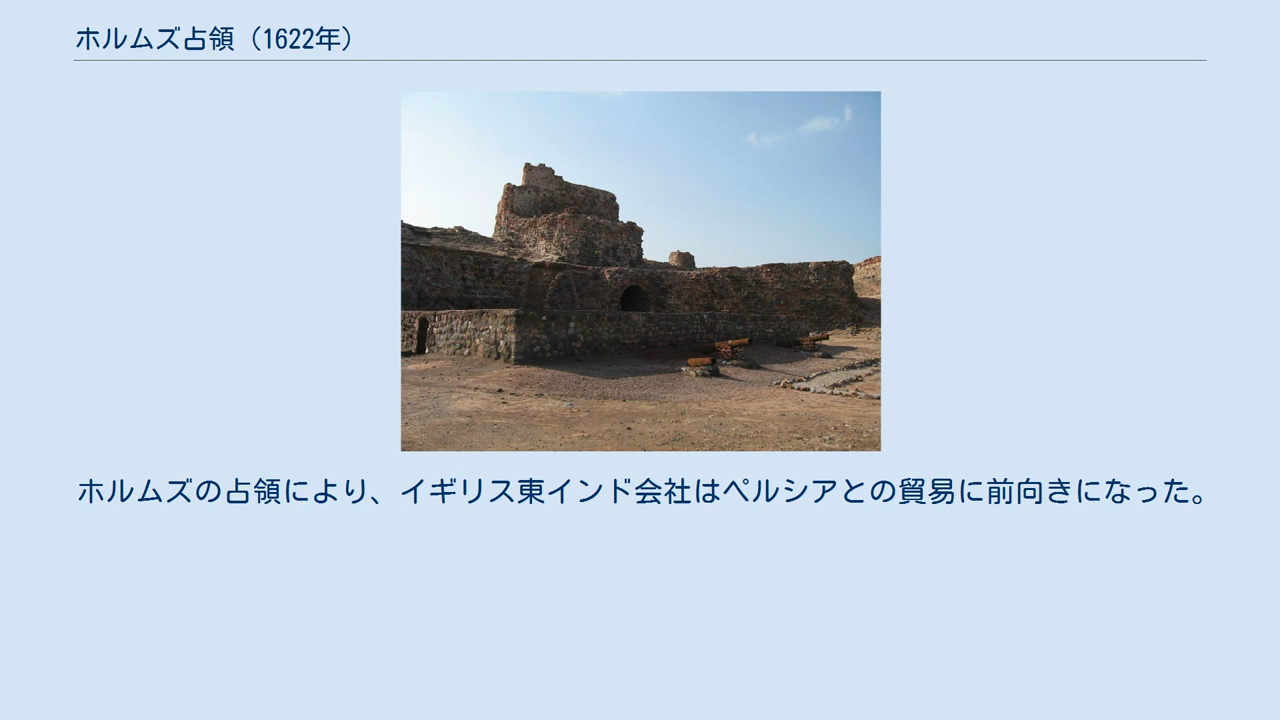 ホルムズ占領（1622年）
ホルムズの占領により、イギリス東インド会社はペルシアとの貿易に前向きになった。